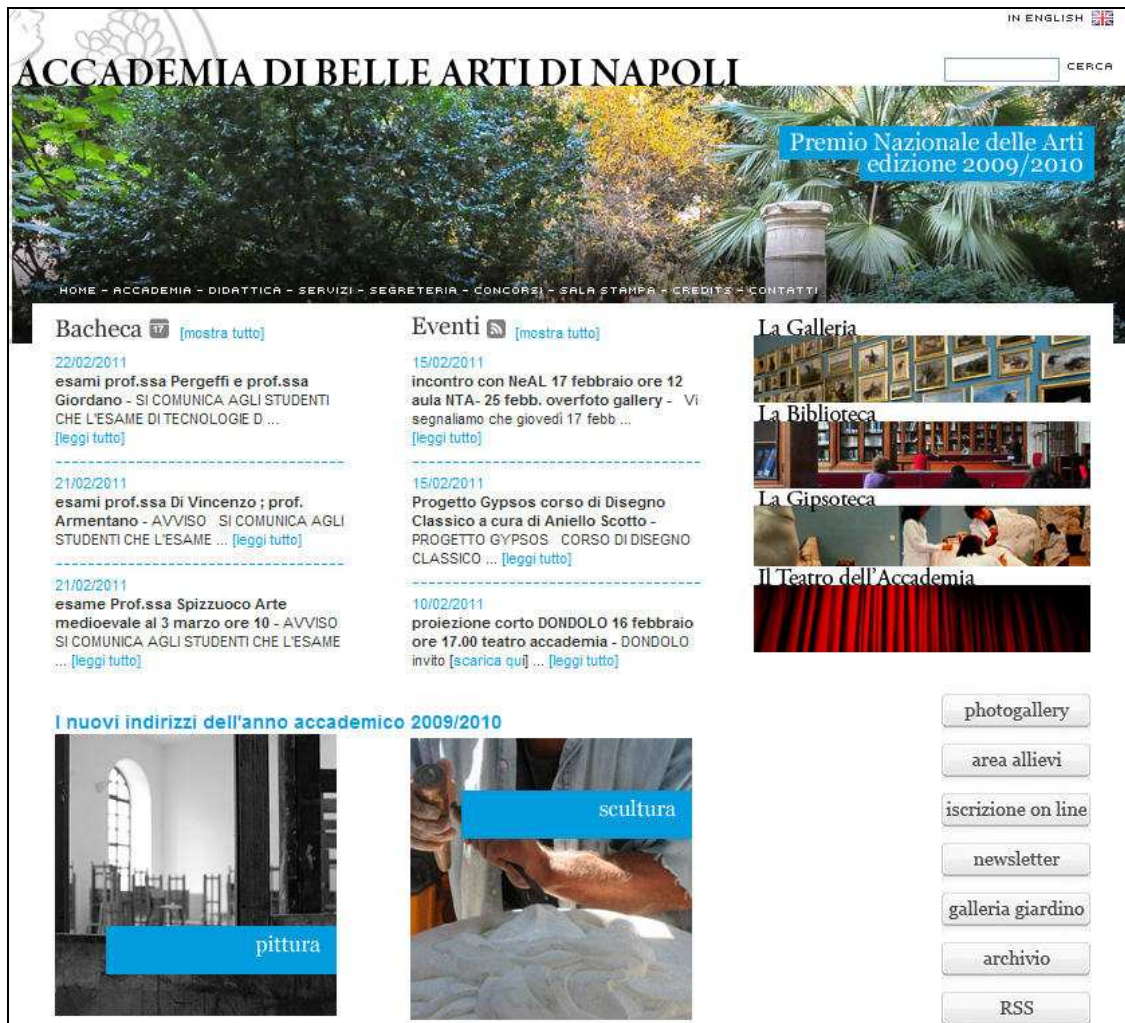 IN ENGLISH
ACCADEMIA DI BELLE ARTI DI NAPOLI
CERCA
Premio Nazionale delle Arti
edizione 2009/2010
HOME - ACCADEMIA - DIDATTICA - SERVIZI - SEGRETERIA - CONCORSI - SALA STAMPA - CREDITS - CONTATTI
Bacheca 17 [mostra tutto]
22/02/2011
esami prof.ssa Pergeffi e prof.ssa
Giordano - SI COMUNICA AGLI STUDENTI
CHE L'ESAME DI TECNOLOGIE D ...
[leggi tutto]
21/02/2011
esami prof.ssa Di Vincenzo ; prof.
Armentano - AVVISO SI COMUNICA AGLI
STUDENTI CHE L'ESAME ... [leggi tutto]
21/02/2011
esame Prof.ssa Spizzuoco Arte
medioevale al 3 marzo ore 10 - AVVISO
SI COMUNICA AGLI STUDENTI CHE L'ESAME
... [leggi tutto]
Eventi [mostra tutto]
15/02/2011
incontro con NeAL 17 febbraio ore 12
aula NTA- 25 febb. overfoto gallery - Vi
segnaliamo che giovedì 17 febb ...
[leggi tutto]
15/02/2011
Progetto Gypsos corso di Disegno
Classico a cura di Aniello Scotto -
PROGETTO GYPSOS CORSO DI DISEGNO
CLASSICO ... [leggi tutto]
10/02/2011
proiezione corto DONDOLO 16 febbraio
ore 17.00 teatro accademia - DONDOLO
invito [scarica qui] ... [leggi tutto]
La Galleria
La Biblioteca
La Gipsoteca
Il Teatro dell'Accademia
I nuovi indirizzi dell'anno accademico 2009/2010
pittura
scultura
photogallery
area allievi
iscrizione on line
newsletter
galleria giardino
archivio
RSS